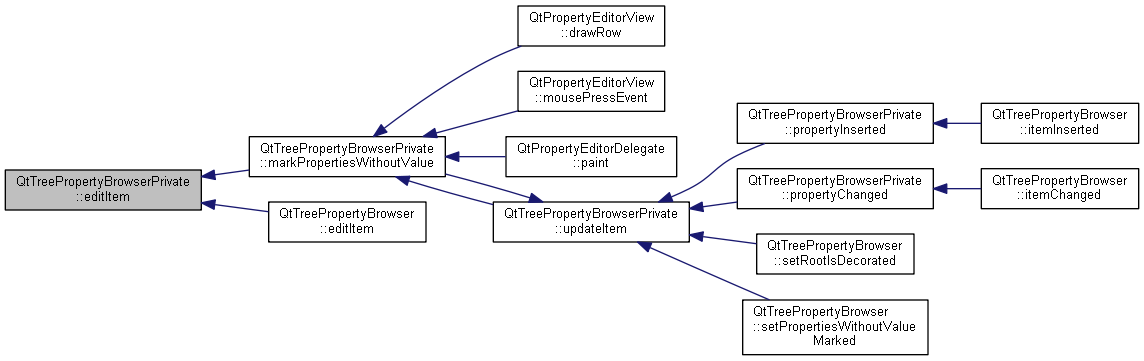 QtPropertyEditorView
::drawRow
QtPropertyEditorView
::mousePressEvent
QtTreePropertyBrowserPrivate
::propertyInserted
QtTreePropertyBrowser
::itemInserted
QtTreePropertyBrowserPrivate
::markPropertiesWithoutValue
QtPropertyEditorDelegate
::paint
QtTreePropertyBrowserPrivate
::editItem
QtTreePropertyBrowserPrivate
::propertyChanged
QtTreePropertyBrowser
::itemChanged
QtTreePropertyBrowser
::editItem
QtTreePropertyBrowserPrivate
::updateItem
QtTreePropertyBrowser
::setRootIsDecorated
QtTreePropertyBrowser
::setPropertiesWithoutValue
Marked